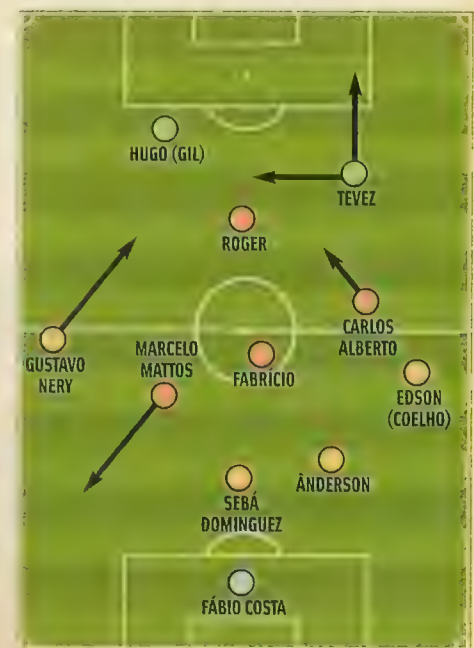 HUGO (GIL)
TEVEZ
ROGER
CARLOS
ALBERTO
GUSTAVO
NERY
MARCELO
MATTOS
FABRÍCIO
EDSON
(COELHO)
SEBÁ
DOMINGUEZ
ÂNDERSON
FÁBIO COSTA